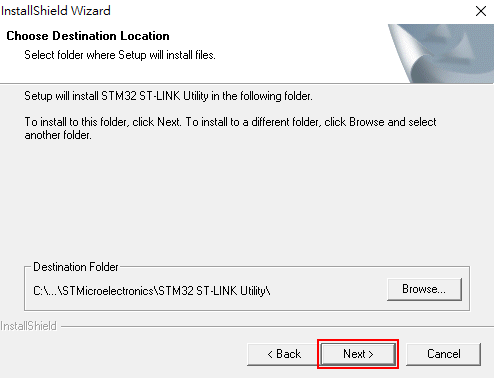 InstallShield Wizard
Choose Destination Location
Select folder where Setup will install files.
Setup will install STM32 ST-LINK Utility in the following folder.
To install to this folder, click Next. To install to a different folder, click Browse and select
another folder.
Destination Folder
C:\...\STMicroelectronics\STM32 ST-LINK Utility\
Browse...
InstallShield
< Back
Next >
Cancel